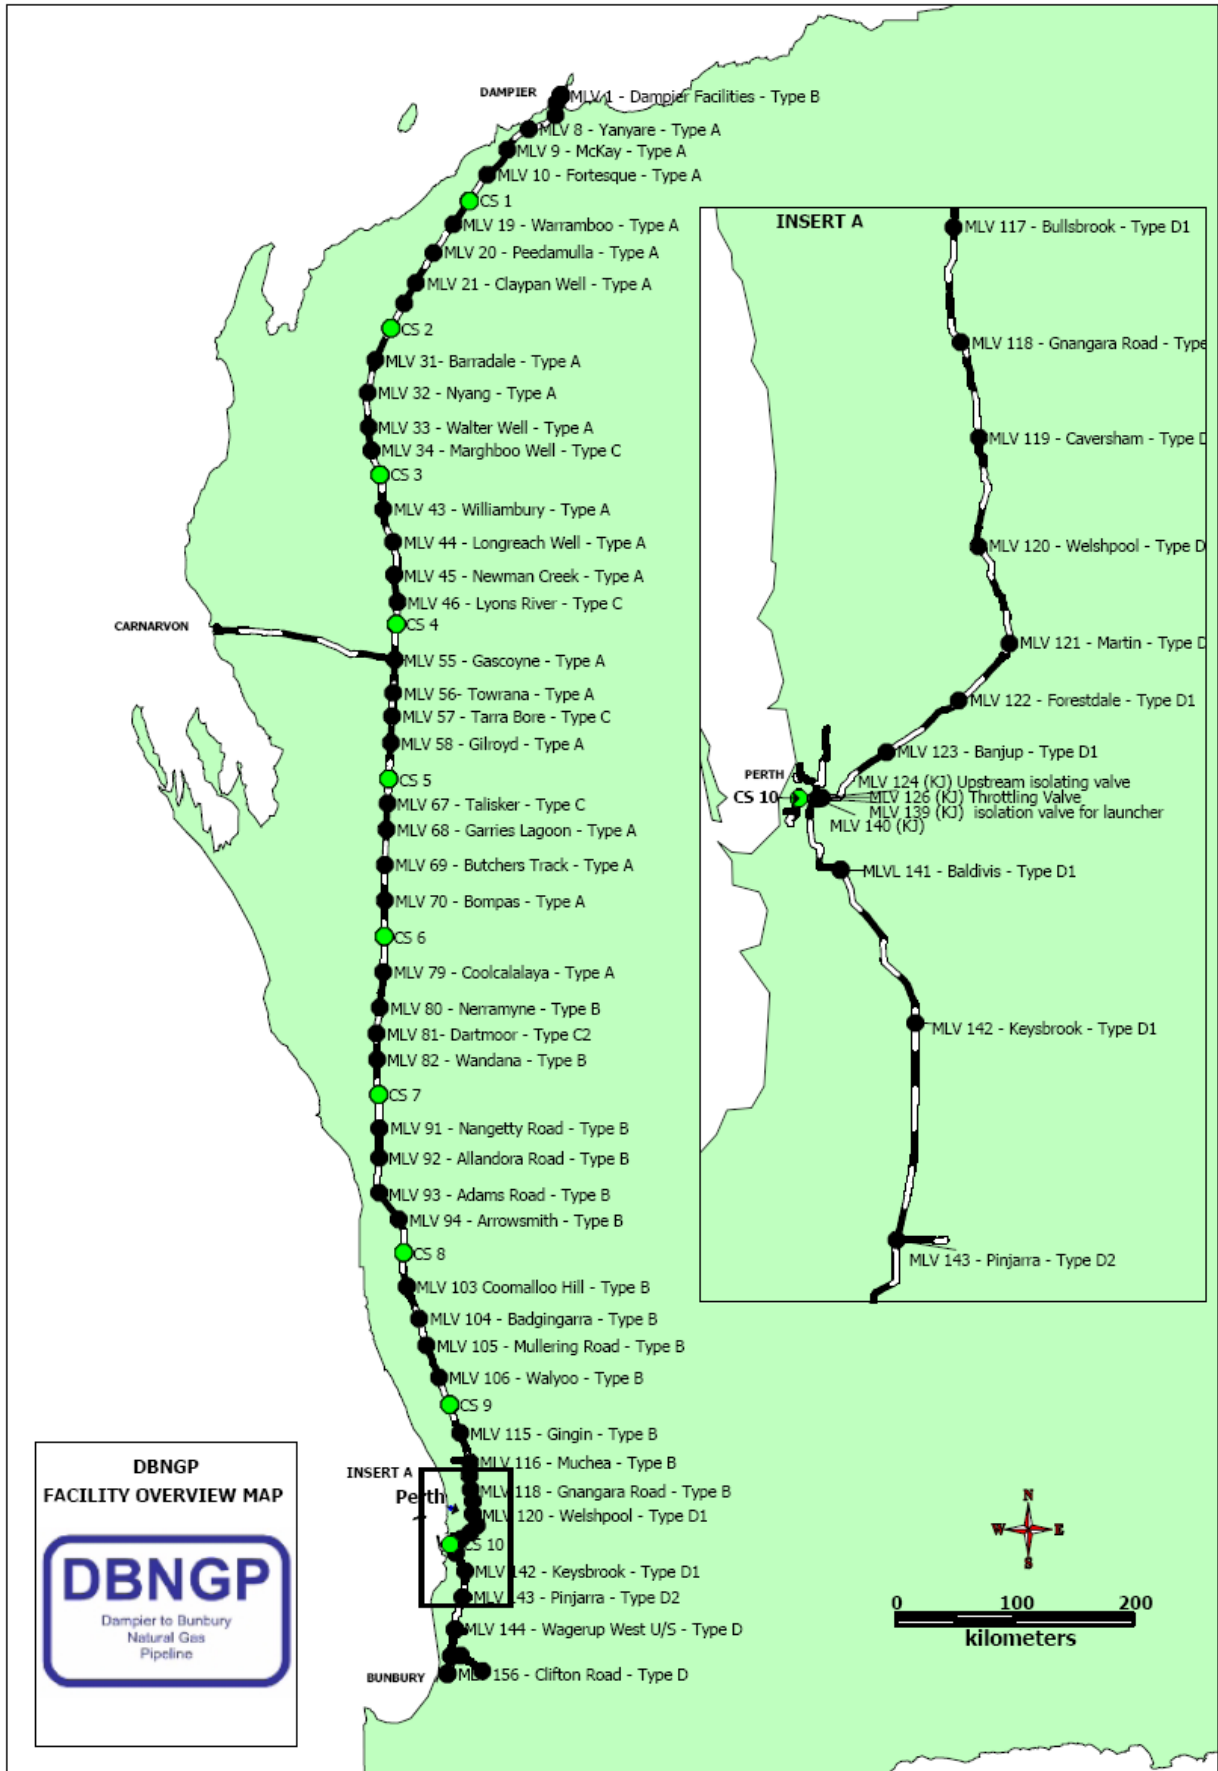 DAMPIER
MLV 1 - Dampier Facilities - Type B
MLV 8 - Yanyare - Type A
MLV 9 - McKay - Type A
MLV 10 - Fortesque - Type A
CS 1
MLV 19 - Warramboo - Type A
MLV 20 - Peedamulla - Type A
MLV 21 - Claypan Well - Type A
CS 2
MLV 31- Barradale - Type A
MLV 32 - Nyang - Type A
MLV 33 - Walter Well - Type A
MLV 34 - Marghboo Well - Type C
CS 3
MLV 43 - Williambury - Type A
MLV 44 - Longreach Well - Type A
MLV 45 - Newman Creek - Type A
MLV 46 - Lyons River - Type C
CS 4
CARNARVON
MLV 55 - Gascoyne - Type A
MLV 56- Towrana - Type A
MLV 57 - Tarra Bore - Type C
MLV 58 - Gilroyd - Type A
CS 5
MLV 67 - Talisker - Type C
MLV 68 - Garries Lagoon - Type A
MLV 69 - Butchers Track - Type A
MLV 70 - Bompas - Type A
CS 6
MLV 79 - Coolcalalaya - Type A
MLV 80 - Nerramyne - Type B
MLV 81- Dartmoor - Type C2
MLV 82 - Wandana - Type B
CS 7
MLV 91 - Nangetty Road - Type B
MLV 92 - Allandora Road - Type B
MLV 93 - Adams Road - Type B
MLV 94 - Arrowsmith - Type B
CS 8
MLV 103 Coomalloo Hill - Type B
MLV 104 - Badgingarra - Type B
MLV 105 - Mullering Road - Type B
MLV 106 - Walyoo - Type B
CS 9
MLV 115 - Gingin - Type B
MLV 116 - Muchea - Type B
INSERT A
Perth
MLV 118 - Gnangara Road - Type B
MLV 120 - Welshpool - Type D1
CS 10
MLV 142 - Keysbrook - Type D1
MLV 143 - Pinjarra - Type D2
MLV 144 - Wagerup West U/S - Type D
BUNBURY
MLV 156 - Clifton Road - Type D
INSERT A
MLV 117 - Bullsbrook - Type D1
MLV 118 - Gnangara Road - Type
MLV 119 - Caversham - Type D
MLV 120 - Welshpool - Type D
MLV 121 - Martin - Type D
MLV 122 - Forestdale - Type D1
MLV 123 - Banjup - Type D1
PERTH
CS 10
MLV 124 (KJ) Upstream isolating valve
MLV 126 (KJ) Throttling Valve
MLV 139 (KJ) isolation valve for launcher
MLV 140 (KJ)
MLVL 141 - Baldivis - Type D1
MLV 142 - Keysbrook - Type D1
MLV 143 - Pinjarra - Type D2
DBNGP
FACILITY OVERVIEW MAP
DBNGP
Dampier to Bunbury
Natural Gas
Pipeline
N
W E
S
0 100 200
kilometers